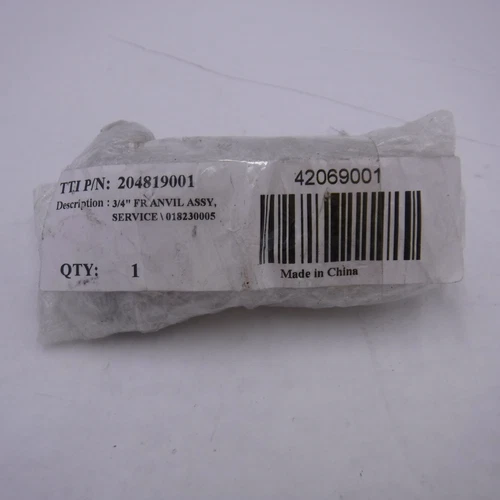 TTI P/N: 204819001
Description : 3/4" FR ANVIL ASSY,
SERVICE \ 018230005
QTY: 1
42069001
Made in China